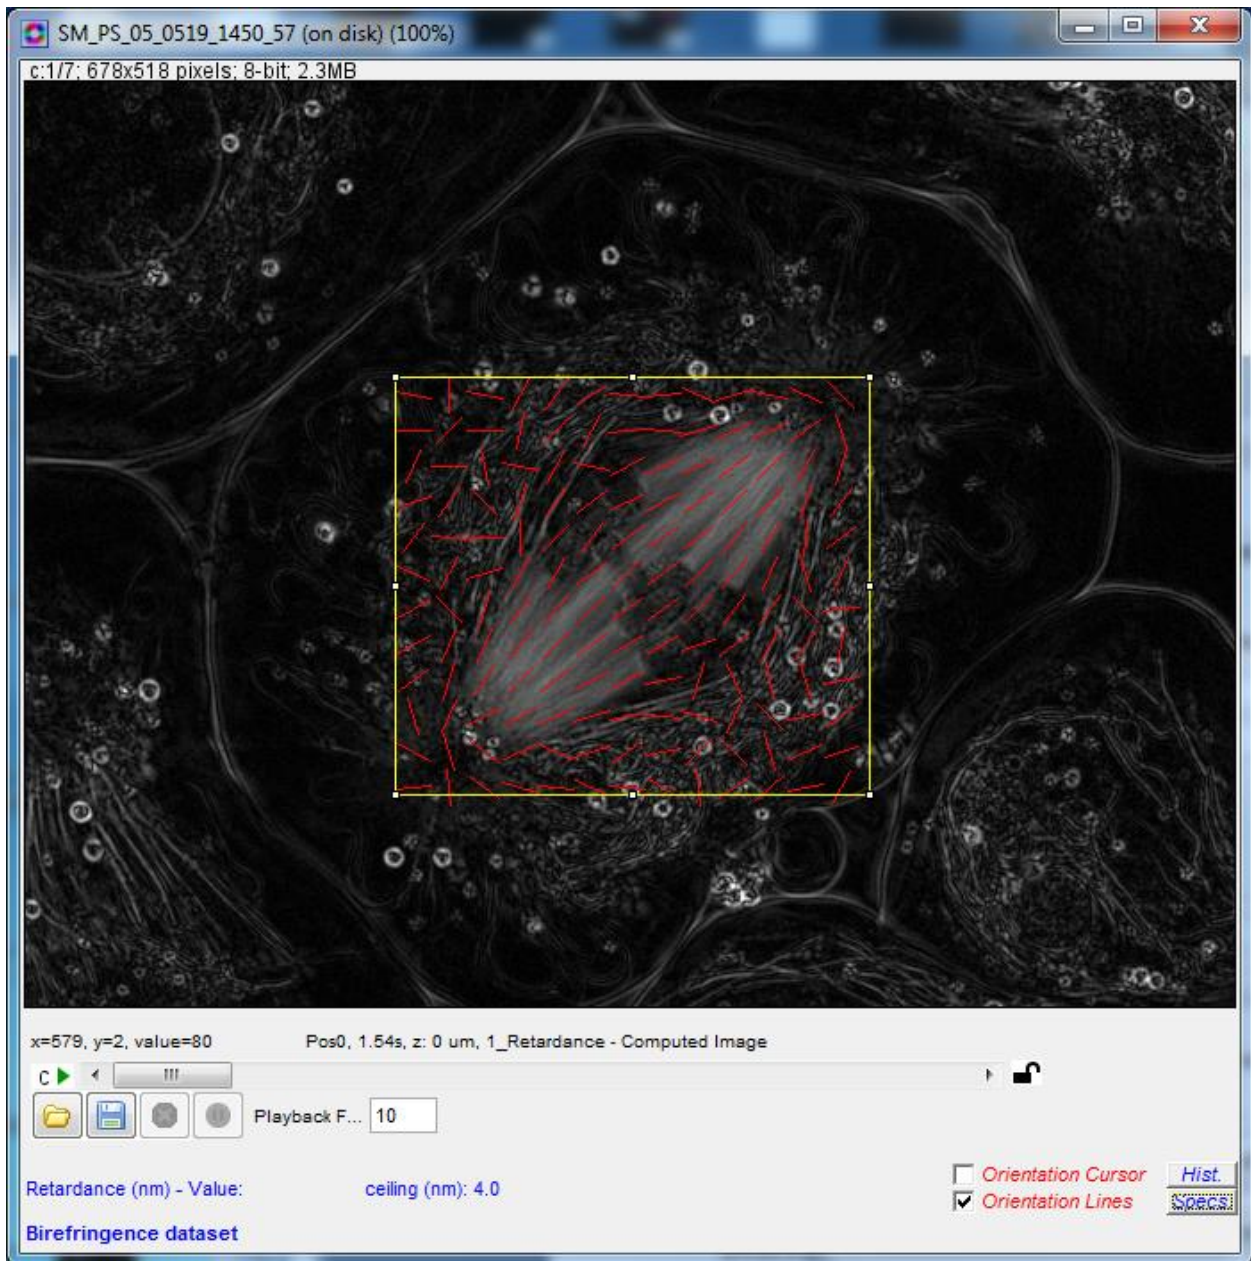 SM_PS_05_0519_1450_57 (on disk) (100%)
c:1/7; 678x518 pixels; 8-bit; 2.3MB
x=579, y=2, value=80 Pos0, 1.54s, z: 0 um, 1_Retardance - Computed Image
c
Playback F... 10
Retardance (nm) - Value: ceiling (nm): 4.0
Orientation Cursor Hist.
Orientation Lines Specs
Birefringence dataset